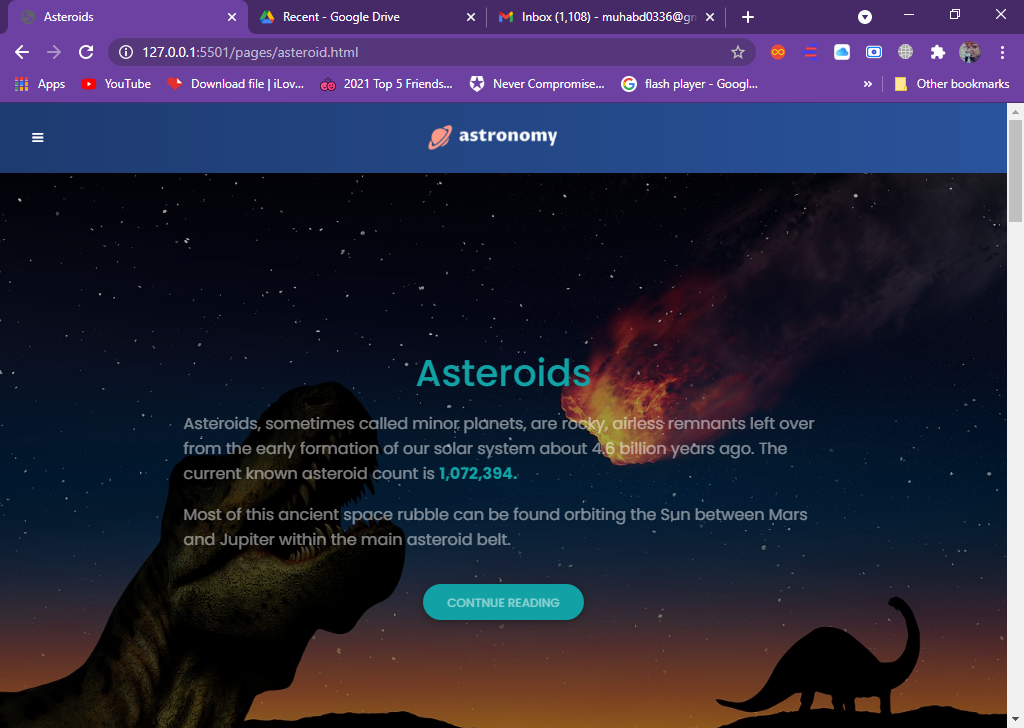 Asteroids
Recent - Google Drive
Inbox (1,108) - muhabd0336@gm
127.0.0.1:5501/pages/asteroid.html
Apps
YouTube
Download file | iLov...
2021 Top 5 Friends...
Never Compromise...
flash player - Googl...
»
Other bookmarks
astronomy
Asteroids
Asteroids, sometimes called minor planets, are rocky, airless remnants left over
from the early formation of our solar system about 4.6 billion years ago. The
current known asteroid count is 1,072,394.
Most of this ancient space rubble can be found orbiting the Sun between Mars
and Jupiter within the main asteroid belt.
CONTNUE READING